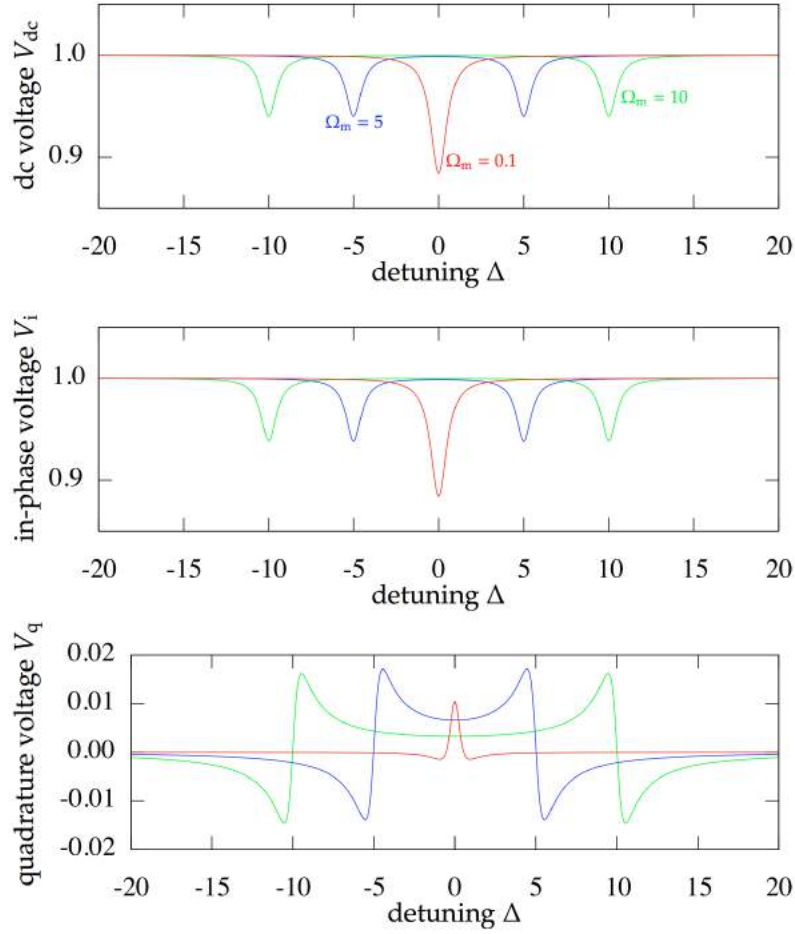 dc voltage V_dc
1.0
0.9
Ω_m = 5
Ω_m = 10
Ω_m = 0.1
-20 -15 -10 -5 0 5 10 15 20
detuning Δ
in-phase voltage V_i
1.0
0.9
-20 -15 -10 -5 0 5 10 15 20
detuning Δ
quadrature voltage V_q
0.02
0.01
0.00
-0.01
-0.02
-20 -15 -10 -5 0 5 10 15 20
detuning Δ